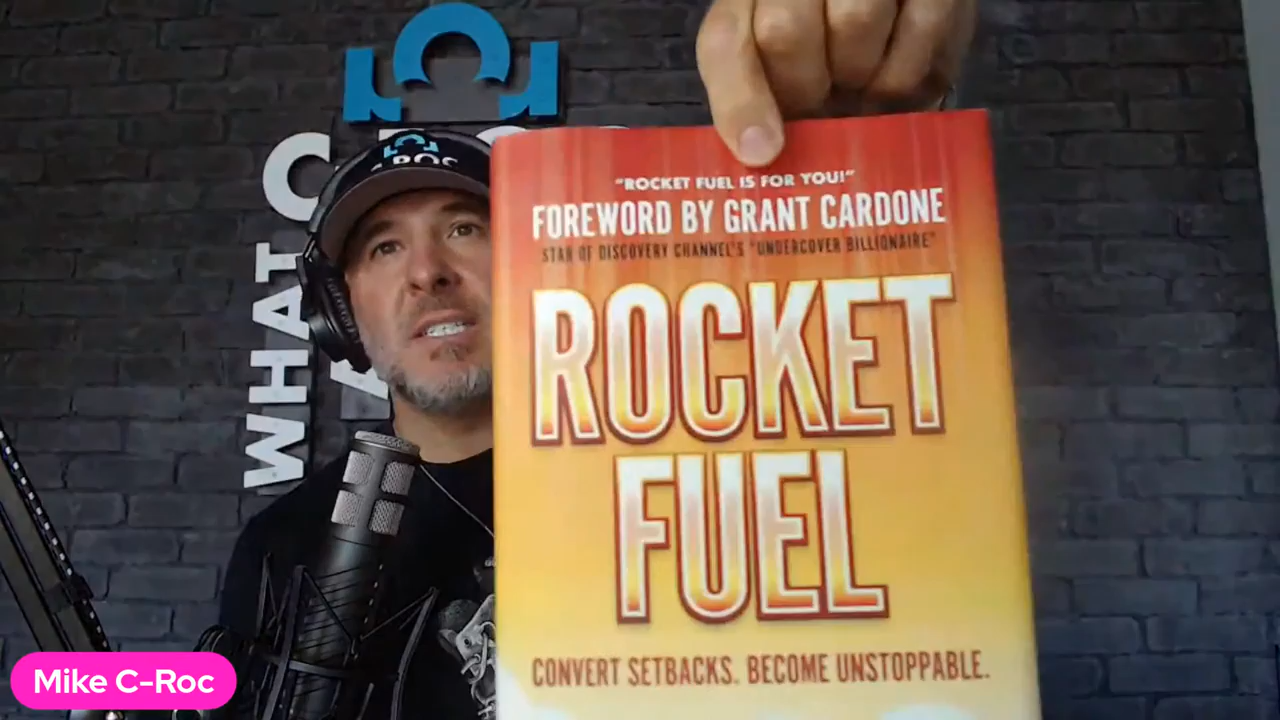 WHAT
C-ROC
"ROCKET FUEL IS FOR YOU!"
FOREWORD BY GRANT CARDONE
STAR OF DISCOVERY CHANNEL'S "UNDERCOVER BILLIONAIRE"
ROCKET
FUEL
CONVERT SETBACKS. BECOME UNSTOPPABLE.
Mike C-Roc